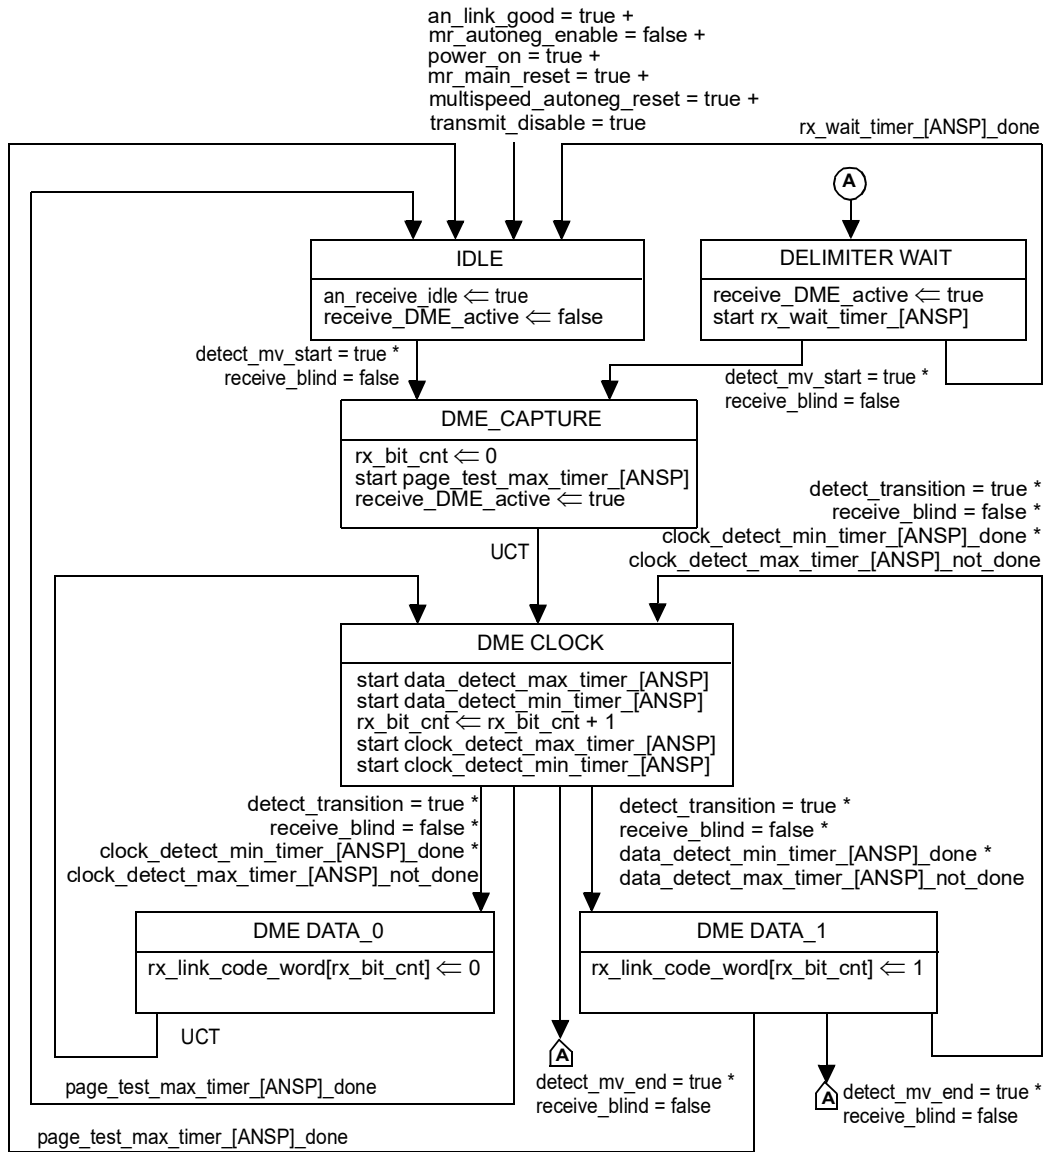 an_link_good = true +
mr_autoneg_enable = false +
power_on = true +
mr_main_reset = true +
multispeed_autoneg_reset = true +
transmit_disable = true
rx_wait_timer_[ANSP]_done
A
IDLE
an_receive_idle ⇐ true
receive_DME_active ⇐ false
DELIMITER WAIT
receive_DME_active ⇐ true
start rx_wait_timer_[ANSP]
detect_mv_start = true *
receive_blind = false
detect_mv_start = true *
receive_blind = false
DME_CAPTURE
rx_bit_cnt ⇐ 0
start page_test_max_timer_[ANSP]
receive_DME_active ⇐ true
detect_transition = true *
receive_blind = false *
clock_detect_min_timer_[ANSP]_done *
clock_detect_max_timer_[ANSP]_not_done
UCT
DME CLOCK
start data_detect_max_timer_[ANSP]
start data_detect_min_timer_[ANSP]
rx_bit_cnt ⇐ rx_bit_cnt + 1
start clock_detect_max_timer_[ANSP]
start clock_detect_min_timer_[ANSP]
detect_transition = true *
receive_blind = false *
clock_detect_min_timer_[ANSP]_done *
clock_detect_max_timer_[ANSP]_not_done
detect_transition = true *
receive_blind = false *
data_detect_min_timer_[ANSP]_done *
data_detect_max_timer_[ANSP]_not_done
DME DATA_0
rx_link_code_word[rx_bit_cnt] ⇐ 0
DME DATA_1
rx_link_code_word[rx_bit_cnt] ⇐ 1
UCT
A
detect_mv_end = true *
receive_blind = false
A
detect_mv_end = true *
receive_blind = false
page_test_max_timer_[ANSP]_done
page_test_max_timer_[ANSP]_done